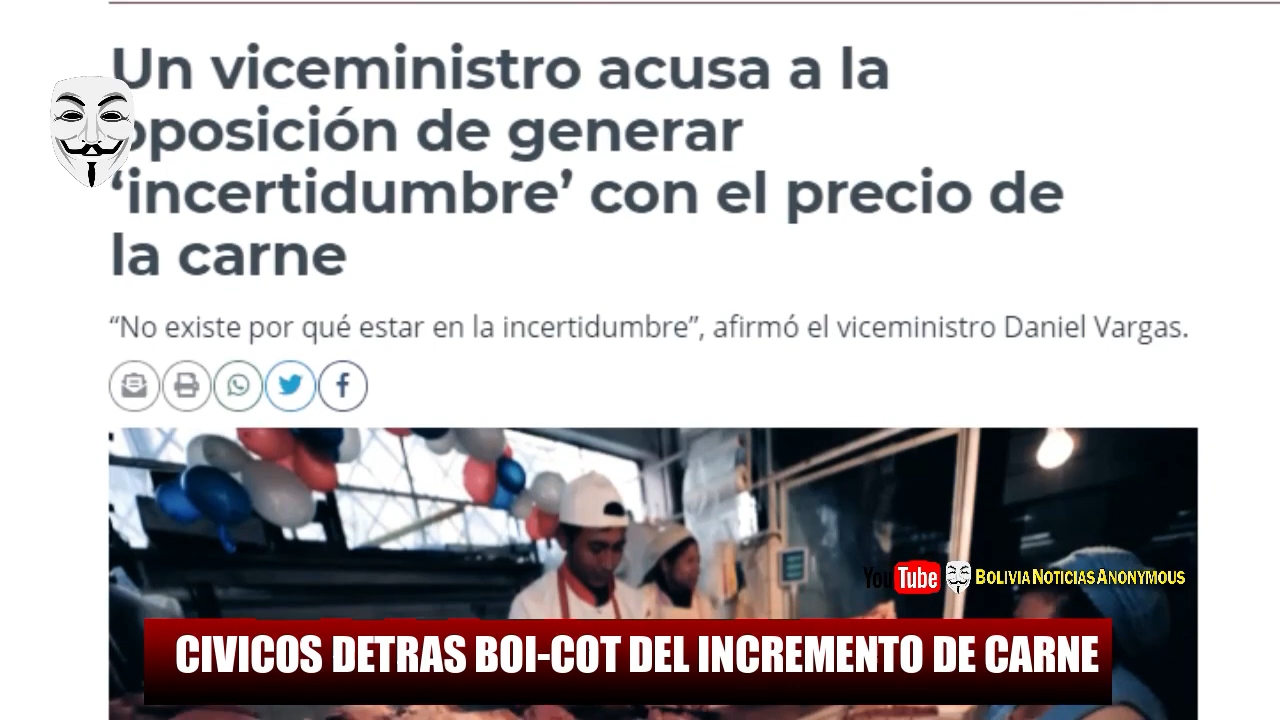 Un viceministro acusa a la
oposición de generar
‘incertidumbre’ con el precio de
la carne
“No existe por qué estar en la incertidumbre”, afirmó el viceministro Daniel Vargas.
YouTube BOLIVIA NOTICIAS ANONYMOUS
CIVICOS DETRAS BOI-COT DEL INCREMENTO DE CARNE